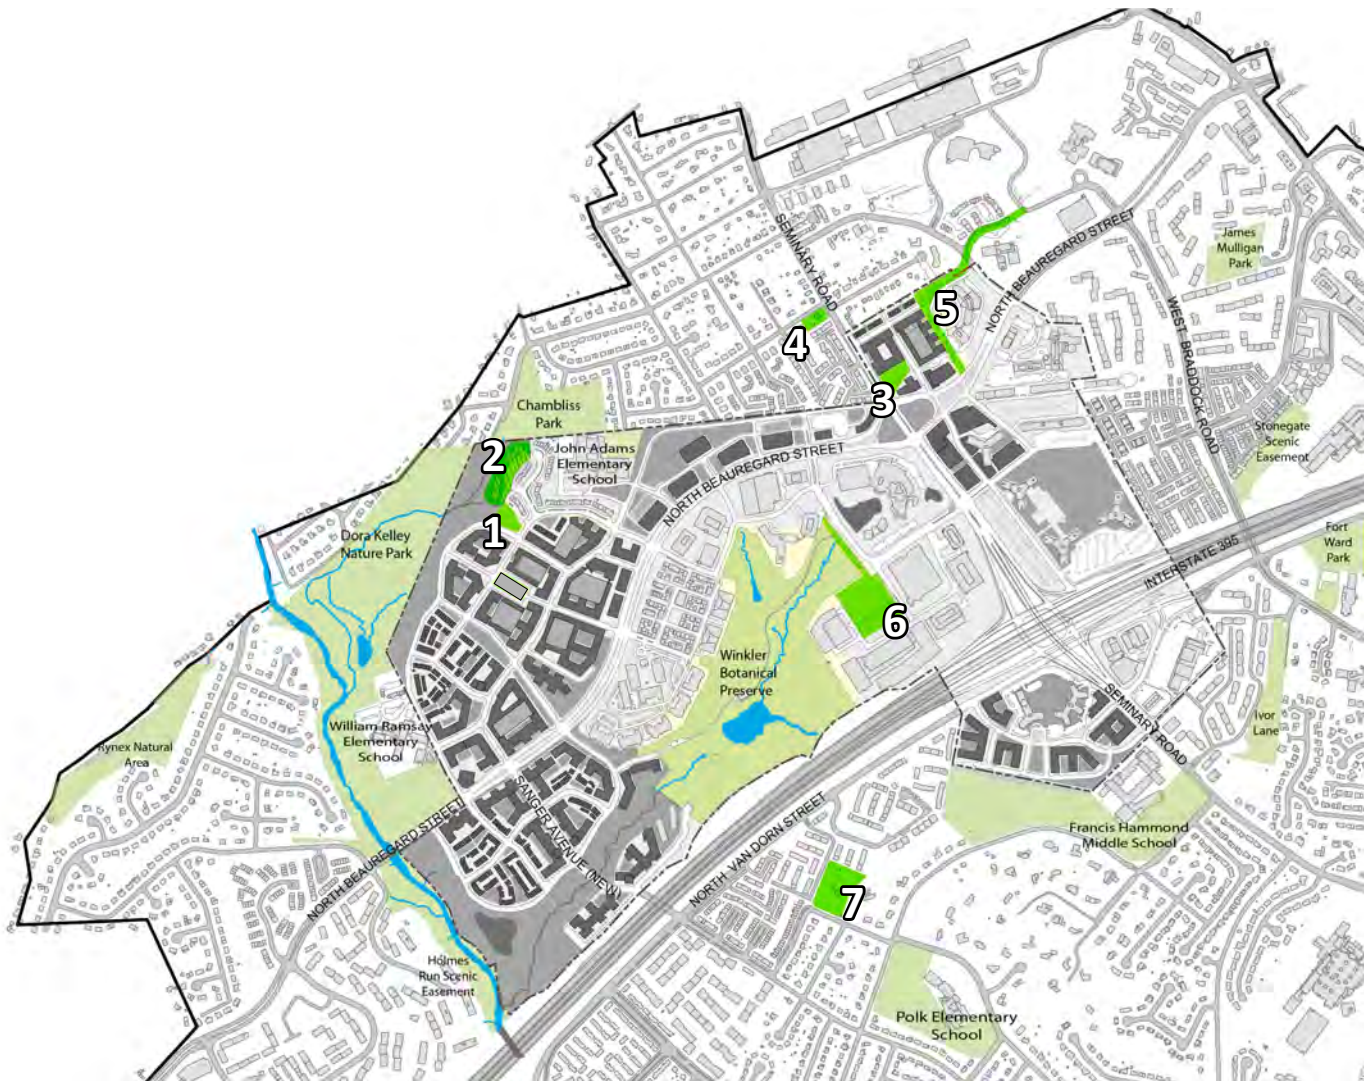 SEMINARY ROAD
NORTH BEAUREGARD STREET
James
Mulligan
Park
5
4
WEST BRADDOCK ROAD
3
Chambliss
Park
Stonegate
Scenic
Easement
2
John Adams
Elementary
School
NORTH BEAUREGARD STREET
1
Dora Kelley
Nature Park
INTERSTATE 395
Fort
Ward
Park
6
Winkler
Botanical
Preserve
SEMINARY ROAD
Ivor
Lane
William Ramsay
Elementary
School
Rynex Natural
Area
SANGER AVENUE (NEW)
NORTH BEAUREGARD STREET
NORTH VAN DORN STREET
Francis Hammond
Middle School
7
Holmes
Run Scenic
Easement
Polk Elementary
School